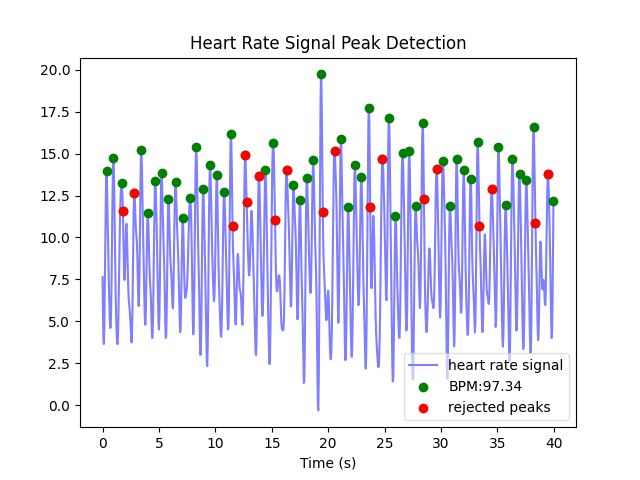 Heart Rate Signal Peak Detection
20.0
17.5
15.0
12.5
10.0
7.5
5.0
2.5
0.0
heart rate signal
BPM:97.34
rejected peaks
0 5 10 15 20 25 30 35 40
Time (s)